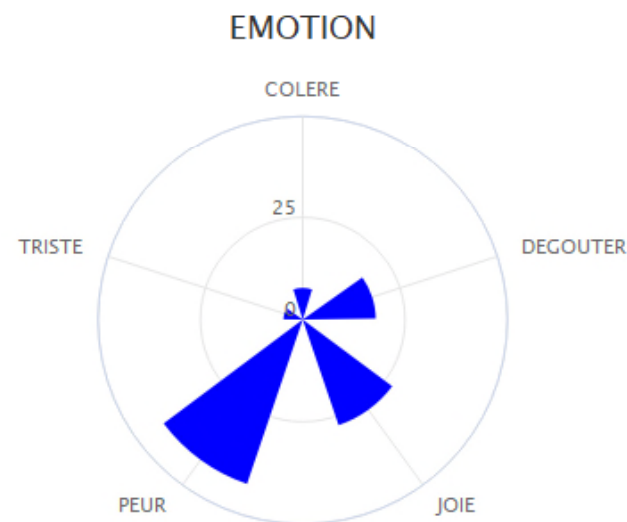 EMOTION
COLERE
25
TRISTE
DEGOUTER
0
PEUR
JOIE